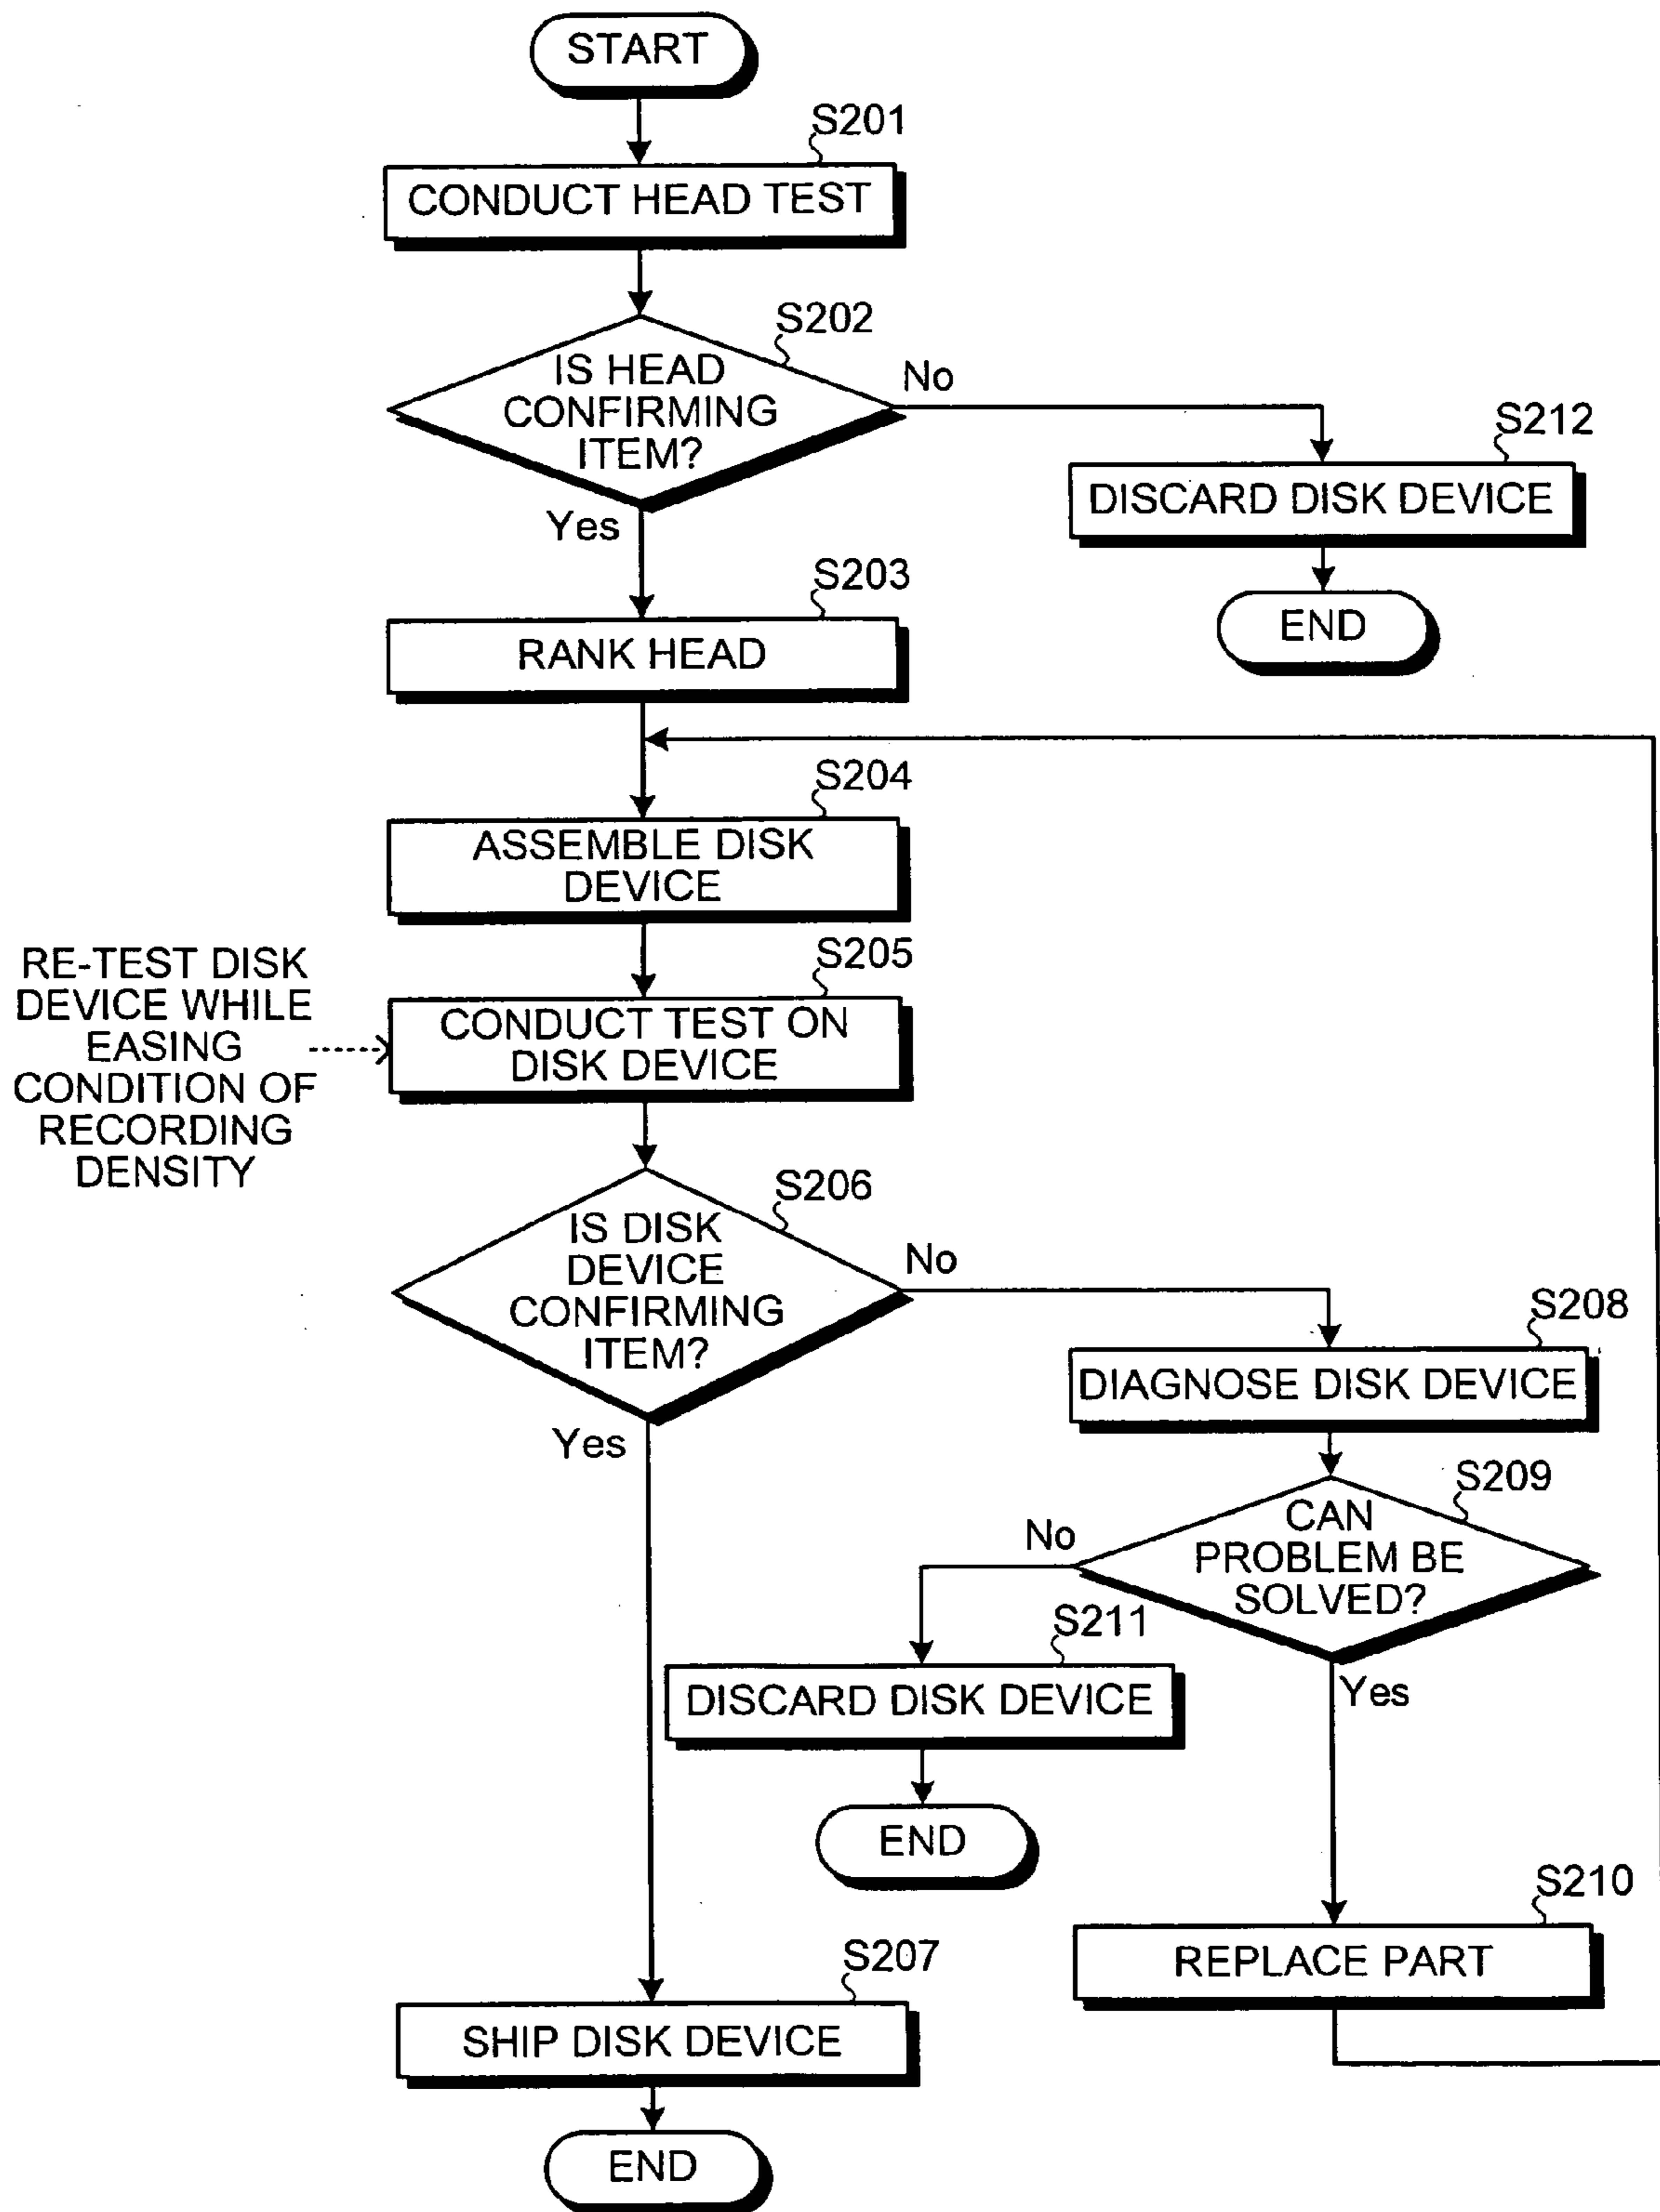 START
S201
CONDUCT HEAD TEST
S202
IS HEAD
CONFIRMING
ITEM?
No
Yes
S212
DISCARD DISK DEVICE
END
S203
RANK HEAD
S204
ASSEMBLE DISK
DEVICE
RE-TEST DISK
DEVICE WHILE
EASING
CONDITION OF
RECORDING
DENSITY
S205
CONDUCT TEST ON
DISK DEVICE
S206
IS DISK
DEVICE
CONFIRMING
ITEM?
No
Yes
S208
DIAGNOSE DISK DEVICE
S209
CAN
PROBLEM BE
SOLVED?
No
Yes
S211
DISCARD DISK DEVICE
END
S210
REPLACE PART
S207
SHIP DISK DEVICE
END